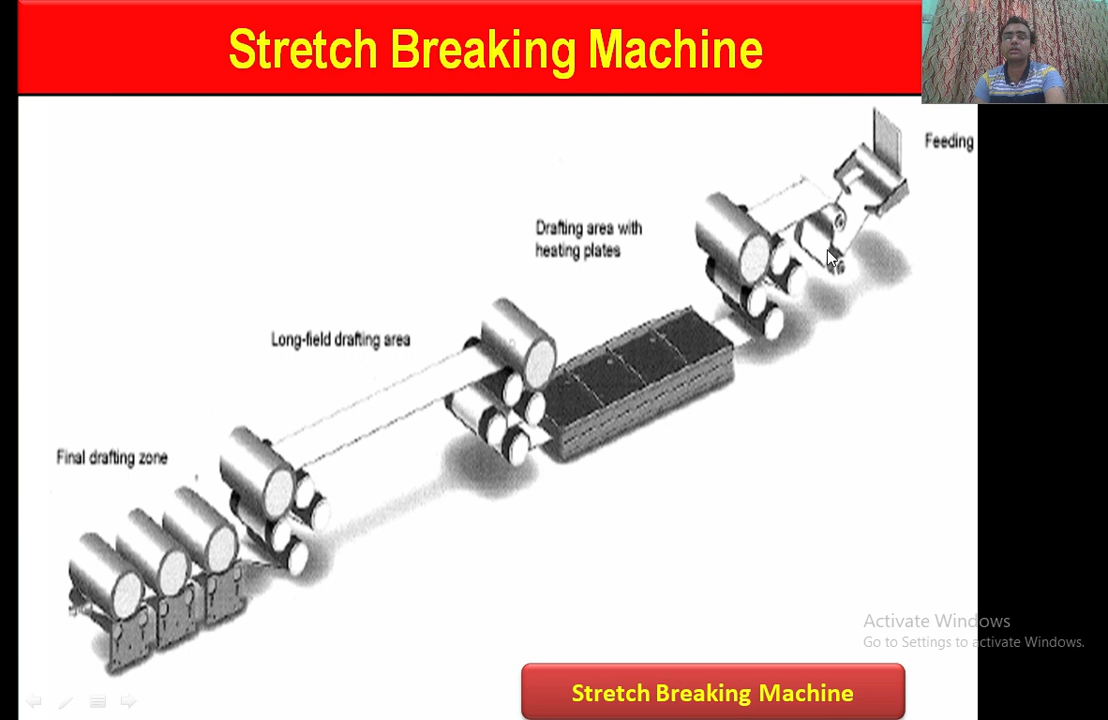 Stretch Breaking Machine
Feeding
Drafting area with
heating plates
Long-field drafting area
Final drafting zone
Activate Windows
Go to Settings to activate Windows.
Stretch Breaking Machine